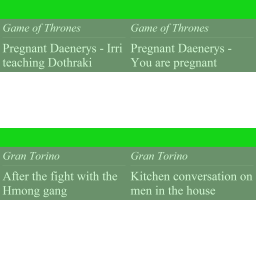 Game of Thrones
Game of Thrones
Pregnant Daenerys - Irri
teaching Dothraki
Pregnant Daenerys -
You are pregnant
Gran Torino
Gran Torino
After the fight with the
Hmong gang
Kitchen conversation on
men in the house